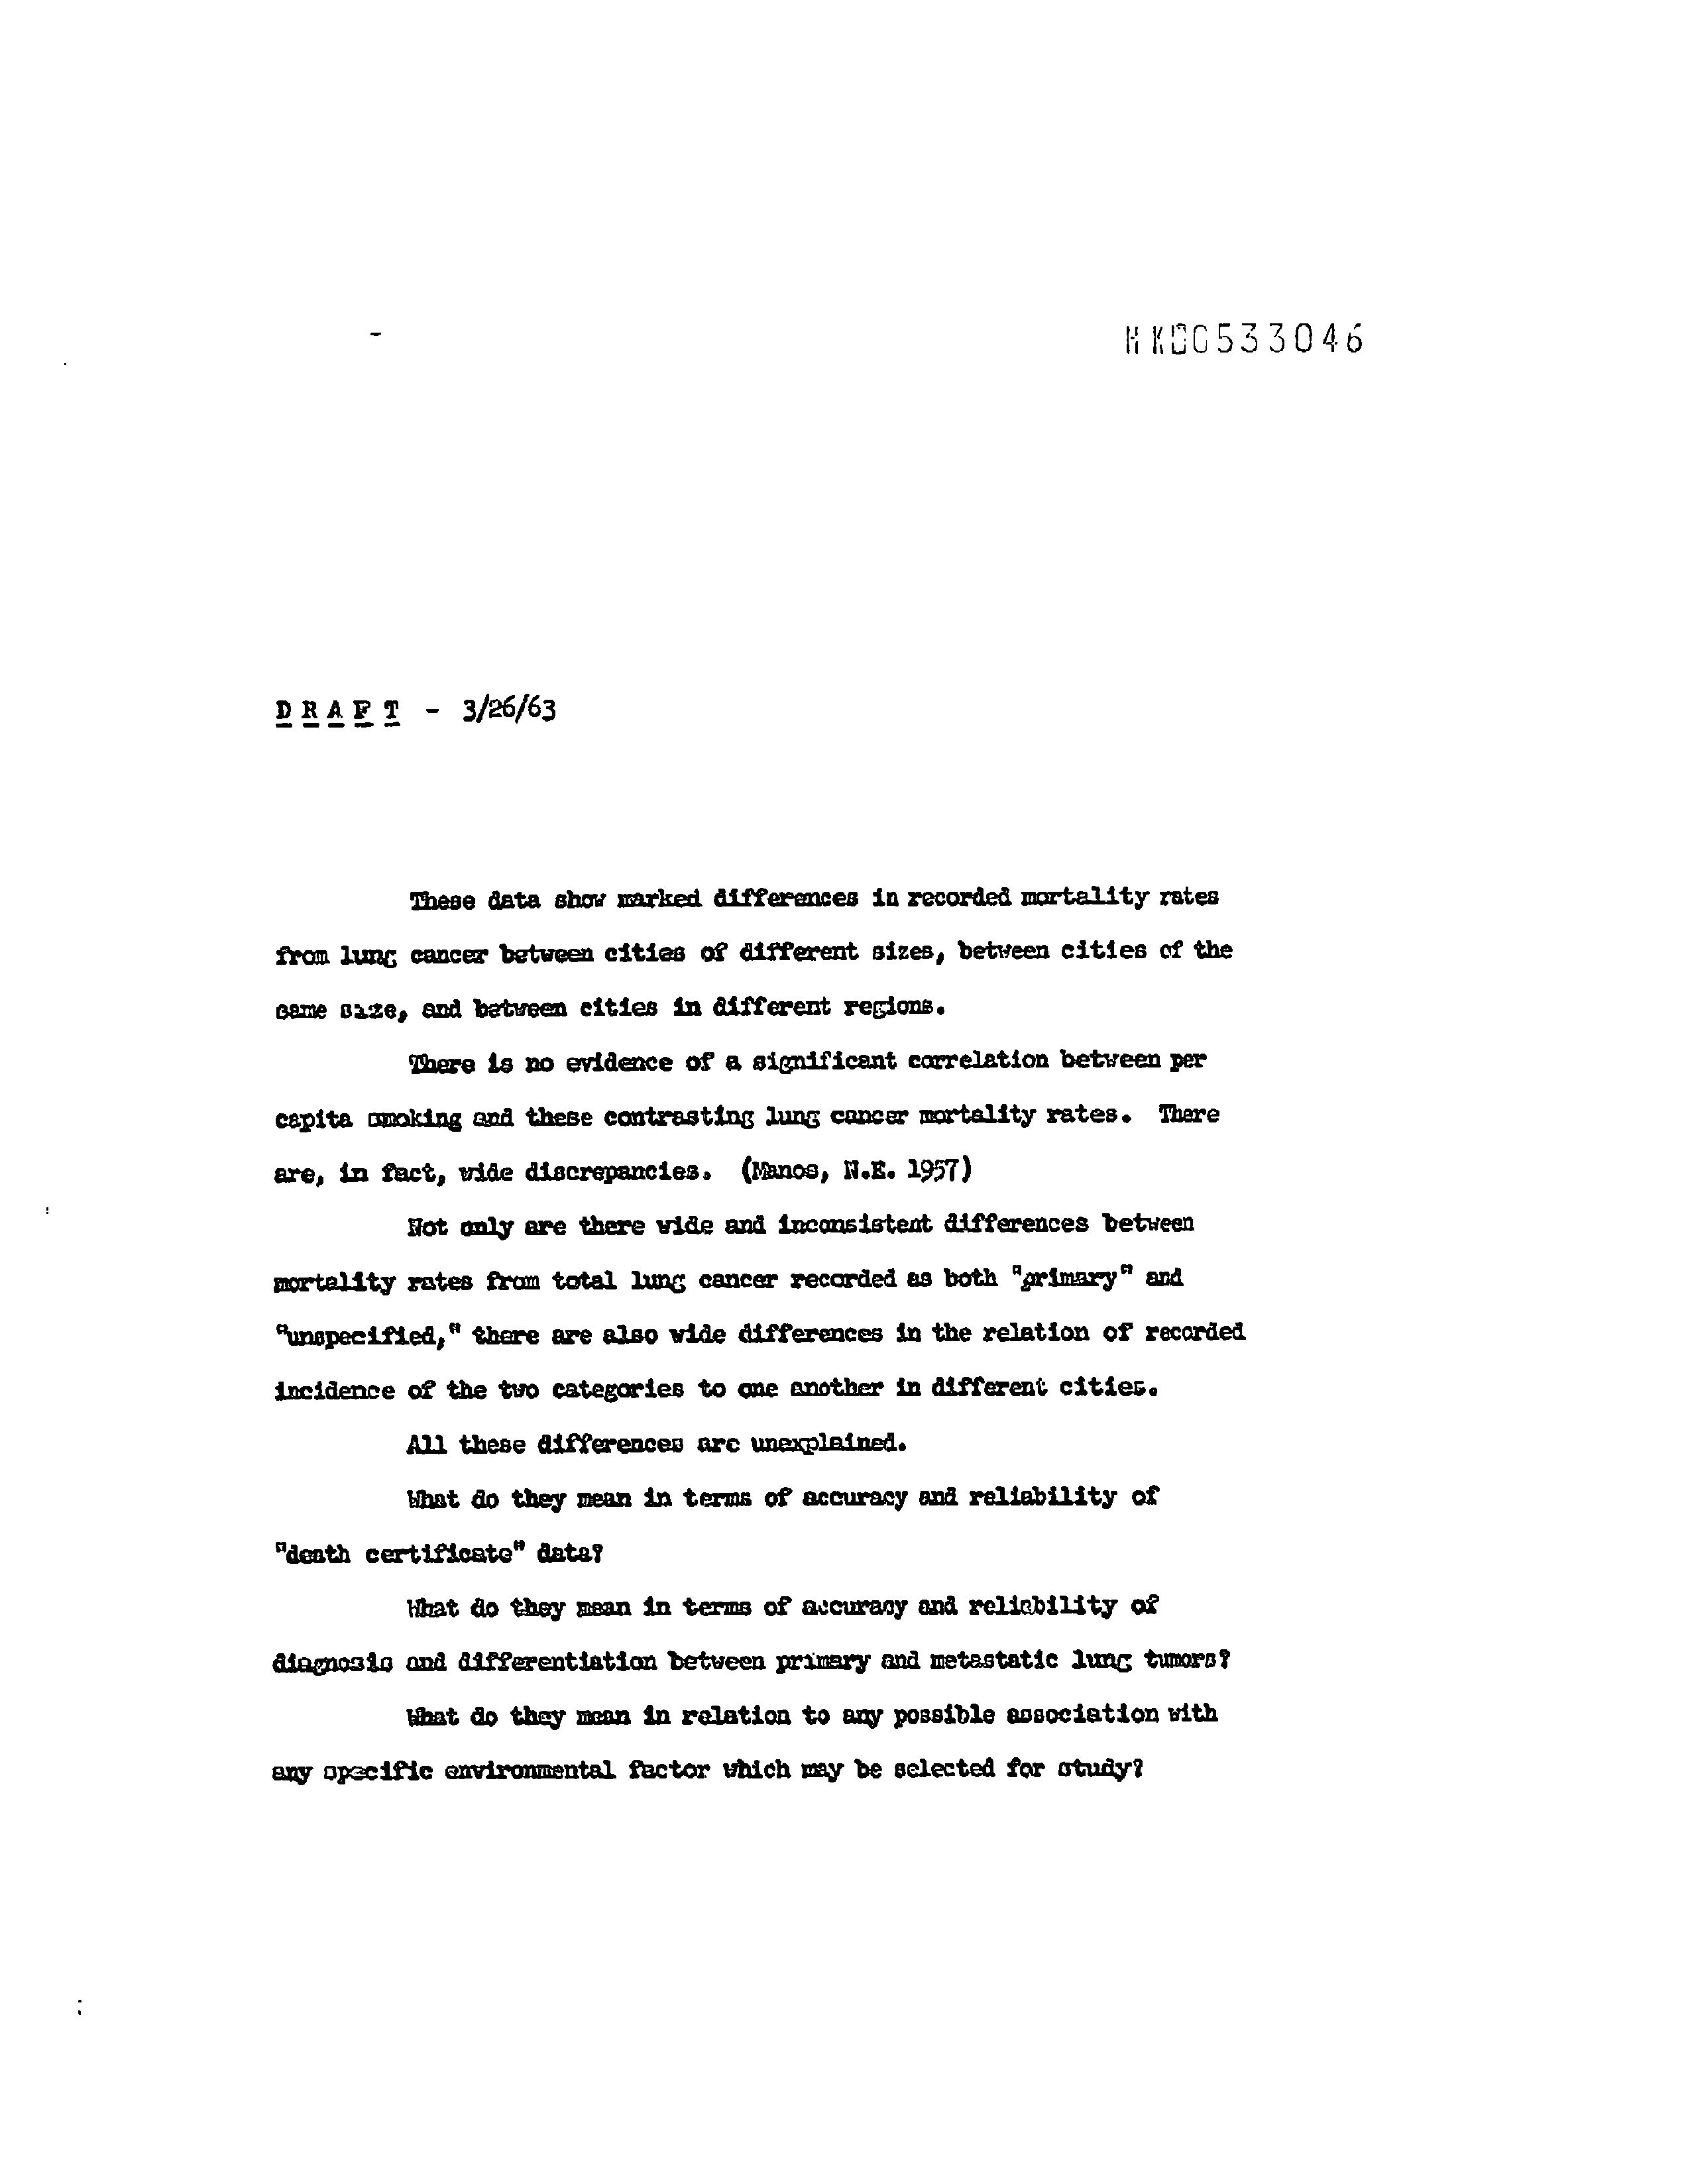 HK00533046
DRAFT - 3/26/63
These data show marked differences in recorded mortality rates
from lung cancer between cities of different sizes, between cities of the
same size, and between cities in different regions.
There is no evidence of a significant correlation between per
capita smoking and these contrasting lung cancer mortality rates. There
are, in fact, wide discrepancies. (Manos, N.E. 1957)
Not only are there wide and inconsistent differences between
mortality rates from total lung cancer recorded as both "primary" and
"unspecified," there are also wide differences in the relation of recorded
incidence of the two categories to one another in different cities.
All these differences are unexplained.
What do they mean in terms of accuracy and reliability of
"death certificate" data?
What do they mean in terms of accuracy and reliability of
diagnosis and differentiation between primary and metastatic lung tumors?
What do they mean in relation to any possible association with
any specific environmental factor which may be selected for study?